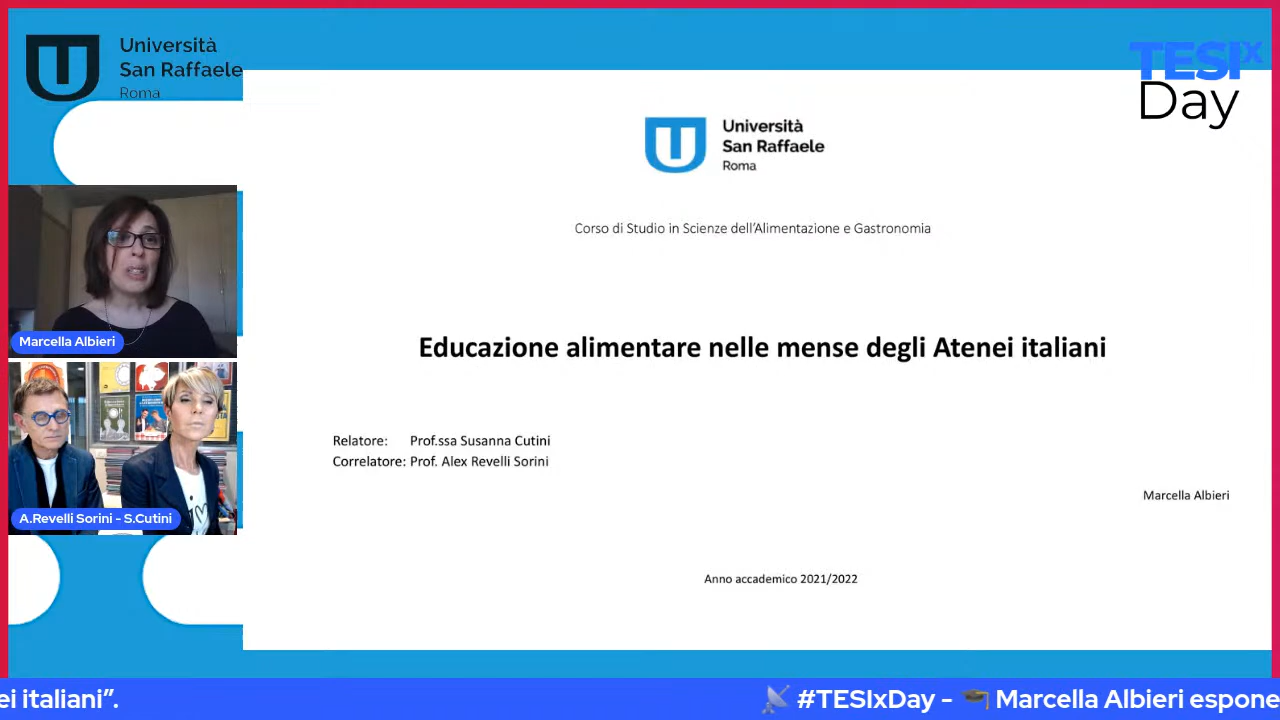 Università
San Raffaele
Roma
TESIx
Day
Università
San Raffaele
Roma
Corso di Studio in Scienze dell'Alimentazione e Gastronomia
Educazione alimentare nelle mense degli Atenei italiani
Relatore: Prof.ssa Susanna Cutini
Correlatore: Prof. Alex Revelli Sorini
Marcella Albieri
Anno accademico 2021/2022
Marcella Albieri
A.Revelli Sorini - S.Cutini
ei italiani”. #TESIxDay - Marcella Albieri espone